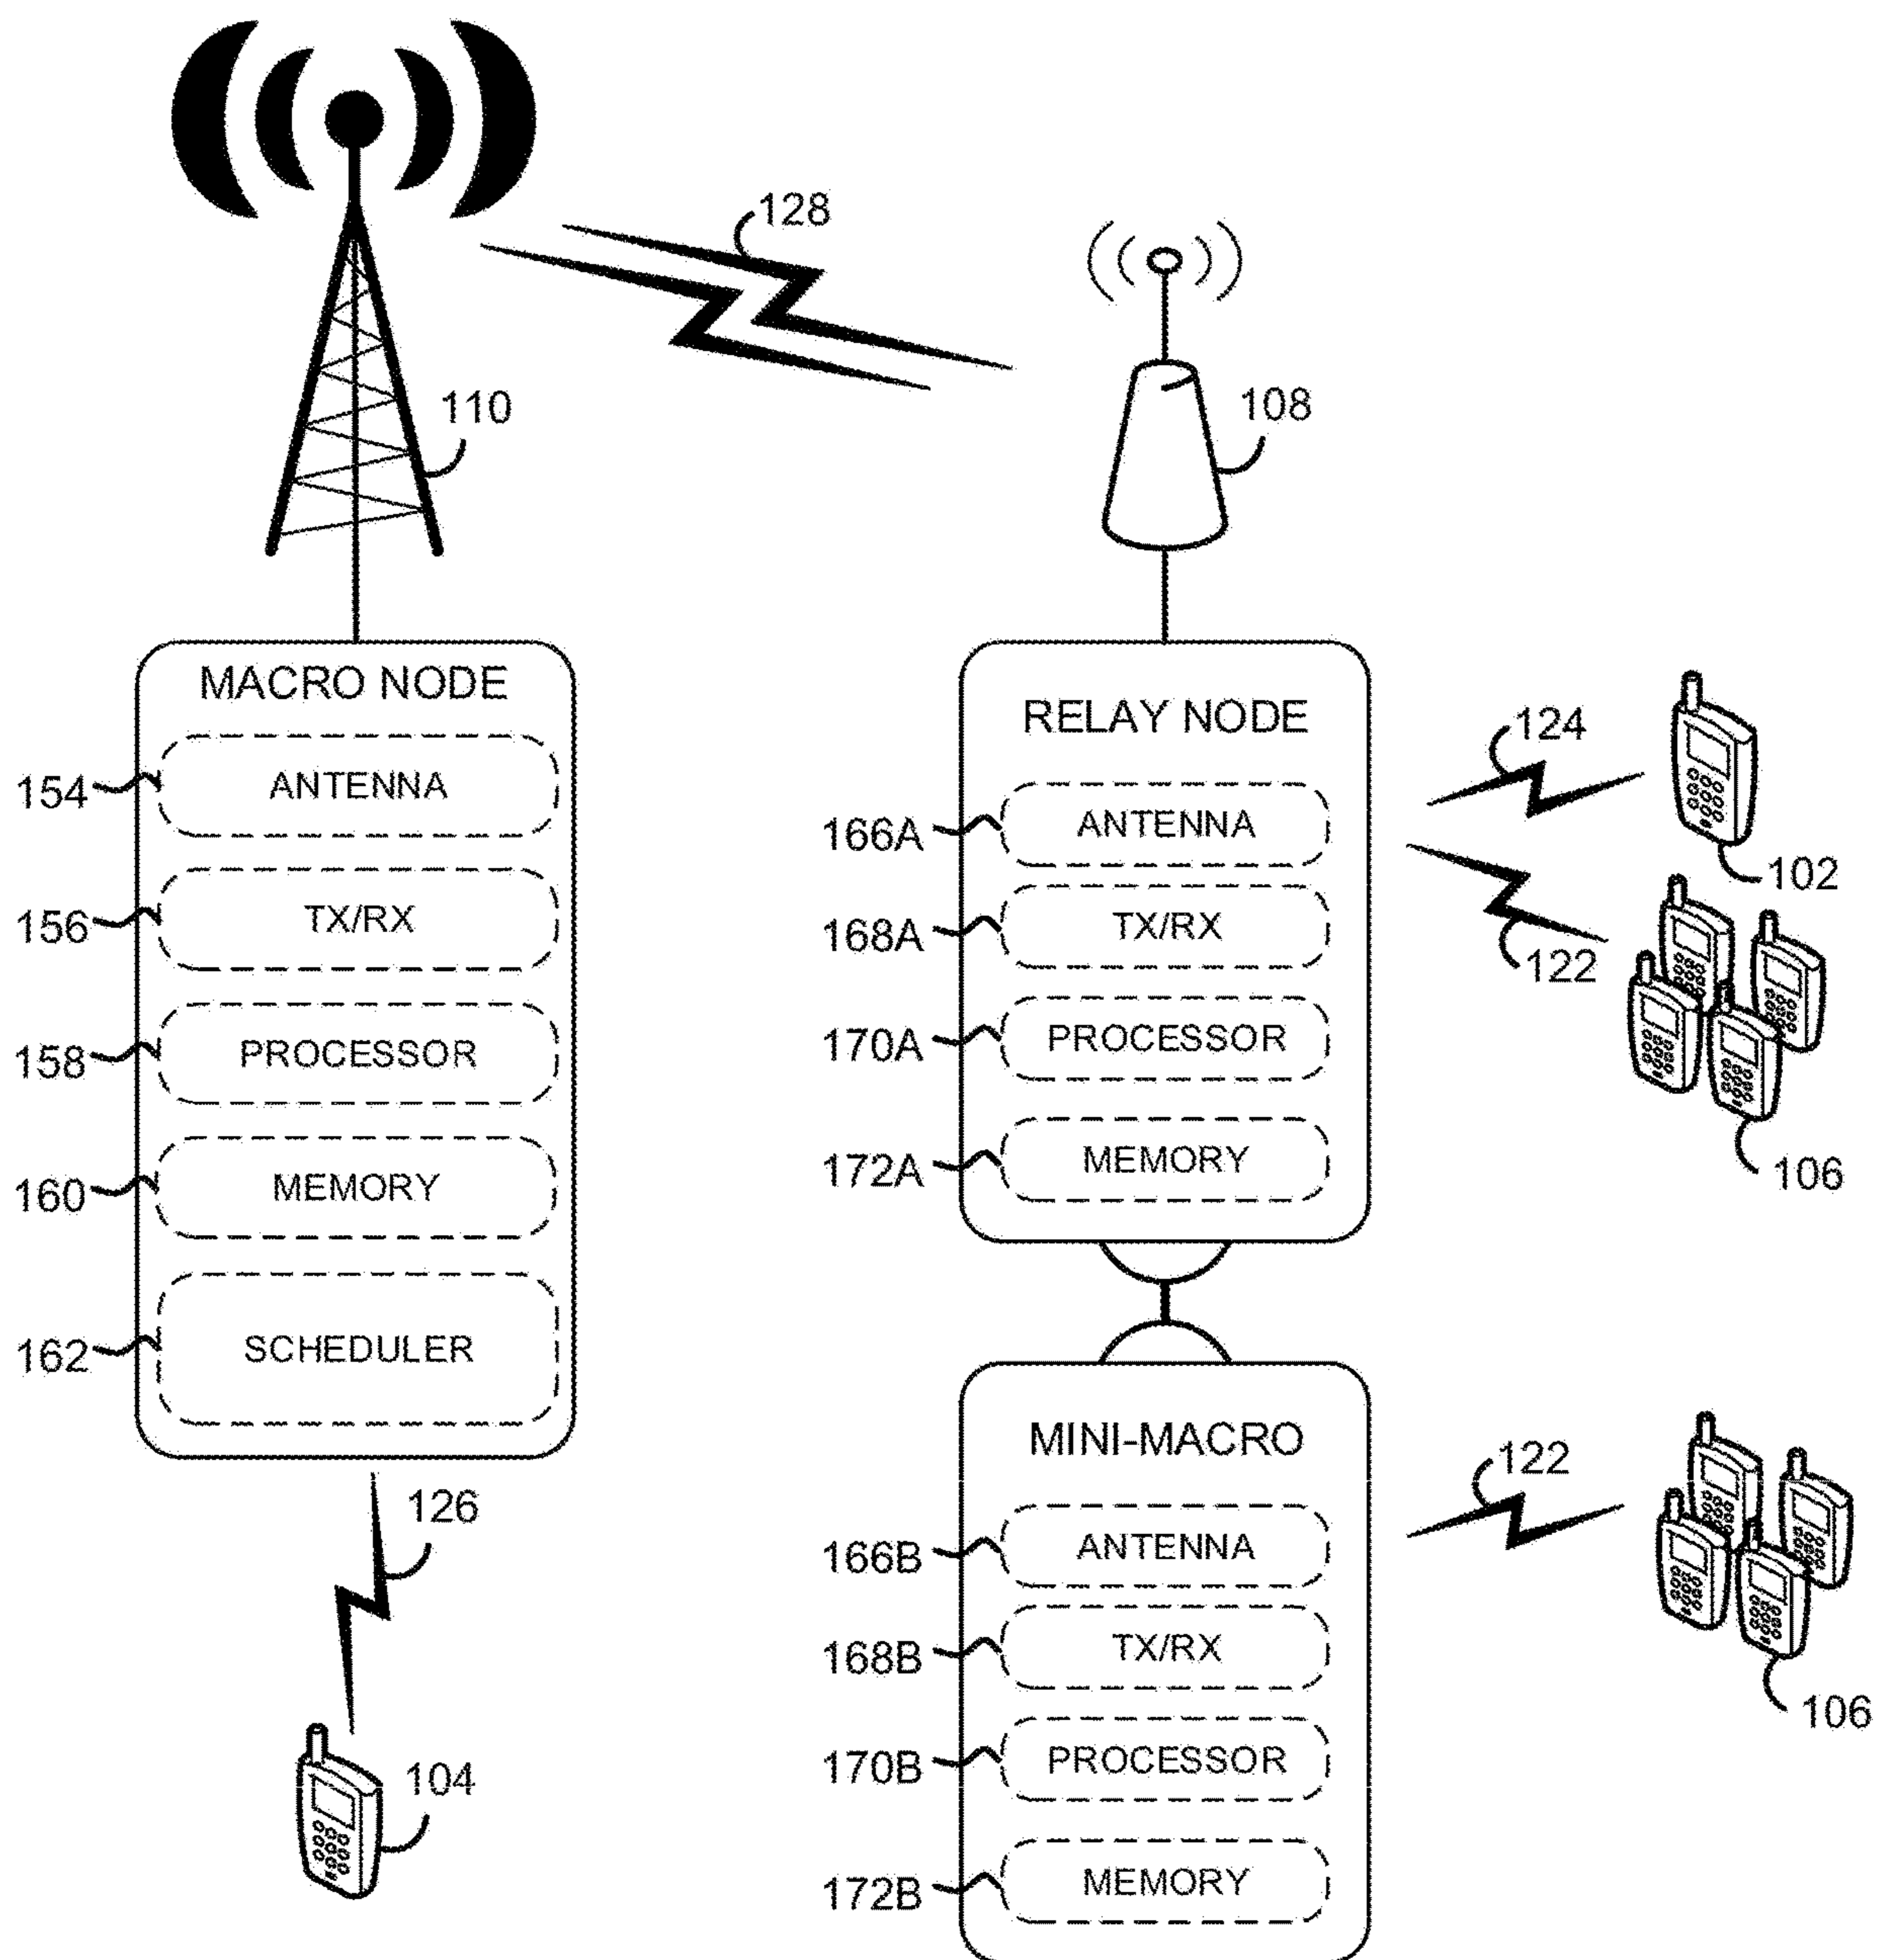 128
110
108
MACRO NODE
154
ANTENNA
156
TX/RX
158
PROCESSOR
160
MEMORY
162
SCHEDULER
126
104
RELAY NODE
166A
ANTENNA
168A
TX/RX
170A
PROCESSOR
172A
MEMORY
124
102
122
106
MINI-MACRO
166B
ANTENNA
168B
TX/RX
170B
PROCESSOR
172B
MEMORY
122
106